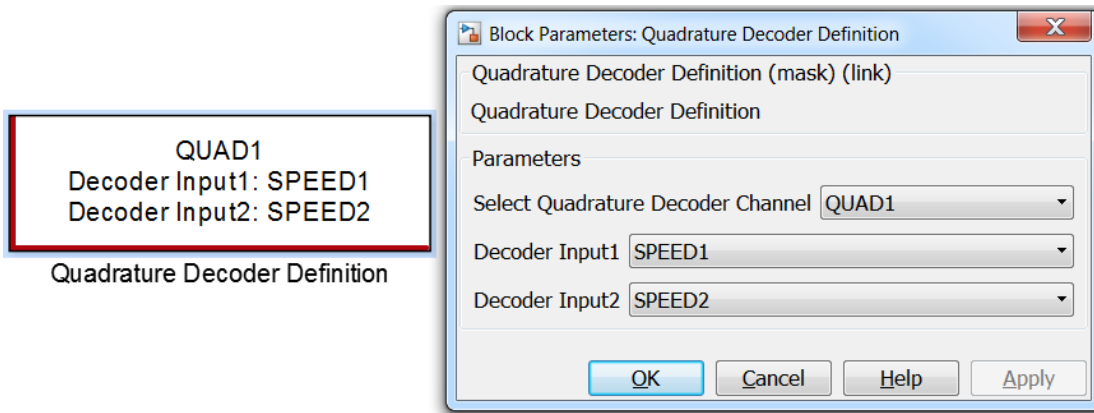 QUAD1
Decoder Input1: SPEED1
Decoder Input2: SPEED2
Quadrature Decoder Definition
Block Parameters: Quadrature Decoder Definition
Quadrature Decoder Definition (mask) (link)
Quadrature Decoder Definition
Parameters
Select Quadrature Decoder Channel QUAD1
Decoder Input1 SPEED1
Decoder Input2 SPEED2
OK Cancel Help Apply